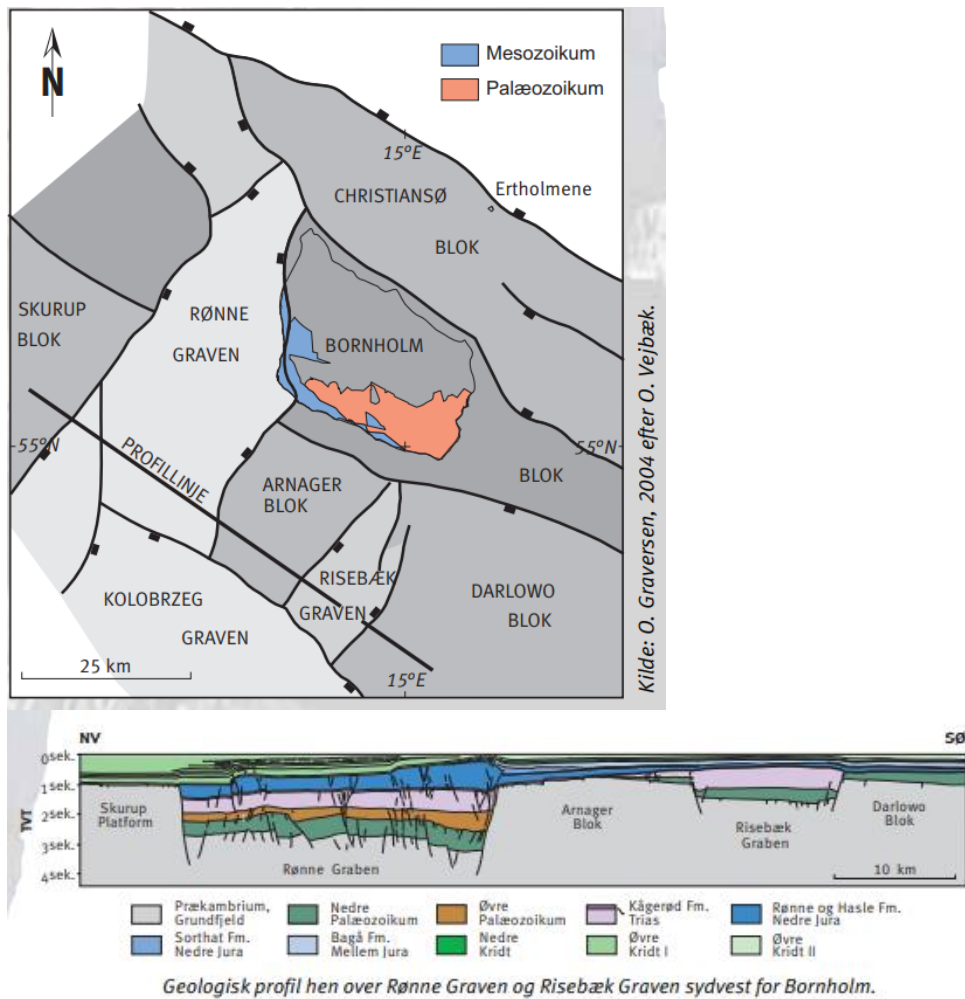 N
Mesozoikum
Palæozoikum
15°E
Ertholmene
CHRISTIANSØ
BLOK
SKURUP
BLOK
RØNNE
GRAVEN
BORNHOLM
55°N
55°N
PROFILLINJE
ARNAGER
BLOK
BLOK
RISEBÆK
GRAVEN
KOLOBRZEG
GRAVEN
DARLOWO
BLOK
25 km
15°E
Kilde: O. Graversen, 2004 efter O. Vejbæk.
NV
SØ
0sek.
1sek.
2sek.
3sek.
4sek.
TVT
Skurup
Platform
Rønne Graben
Arnager
Blok
Risebæk
Graben
Darlowo
Blok
10 km
Prækambrium,
Grundfjeld
Nedre
Palæozoikum
Øvre
Palæozoikum
Kågerød Fm.
Trias
Rønne og Hasle Fm.
Nedre Jura
Sorthat Fm.
Nedre Jura
Bagå Fm.
Mellem Jura
Nedre
Kridt
Øvre
Kridt I
Øvre
Kridt II
Geologisk profil hen over Rønne Graven og Risebæk Graven sydvest for Bornholm.